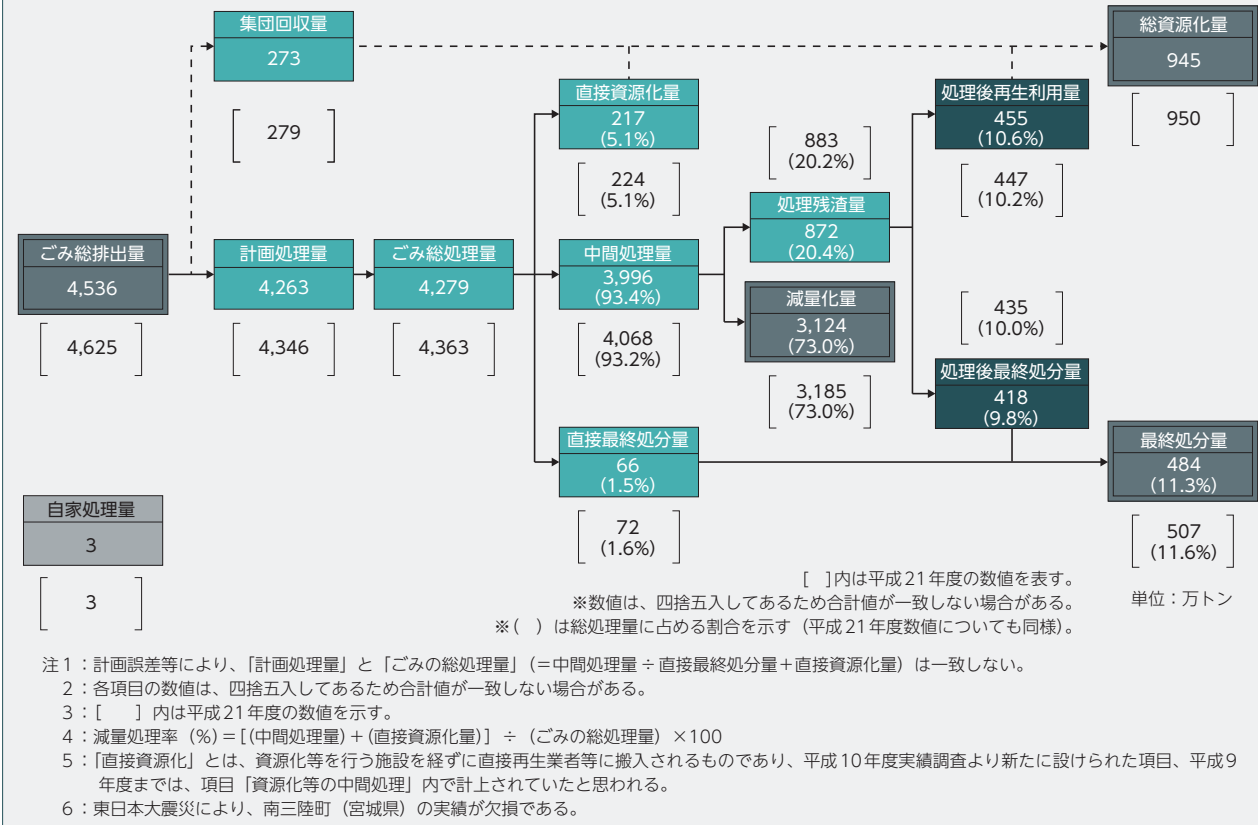 集団回収量
273
[ 279 ]
総資源化量
945
[ 950 ]
直接資源化量
217
(5.1%)
[ 224
(5.1%) ]
処理後再生利用量
455
(10.6%)
[ 447
(10.2%) ]
[ 883
(20.2%) ]
処理残渣量
872
(20.4%)
ごみ総排出量
4,536
[ 4,625 ]
計画処理量
4,263
[ 4,346 ]
ごみ総処理量
4,279
[ 4,363 ]
中間処理量
3,996
(93.4%)
[ 4,068
(93.2%) ]
減量化量
3,124
(73.0%)
[ 3,185
(73.0%) ]
[ 435
(10.0%) ]
処理後最終処分量
418
(9.8%)
直接最終処分量
66
(1.5%)
[ 72
(1.6%) ]
最終処分量
484
(11.3%)
[ 507
(11.6%) ]
自家処理量
3
[ 3 ]
[ ]内は平成21年度の数値を表す。
※数値は、四捨五入してあるため合計値が一致しない場合がある。
※( )は総処理量に占める割合を示す(平成21年度数値についても同様)。
単位:万トン
注1:計画誤差等により、「計画処理量」と「ごみの総処理量」(=中間処理量÷直接最終処分量+直接資源化量)は一致しない。
2:各項目の数値は、四捨五入してあるため合計値が一致しない場合がある。
3:[ ]内は平成21年度の数値を示す。
4:減量処理率(%)=[(中間処理量)+(直接資源化量)]÷(ごみの総処理量)×100
5:「直接資源化」とは、資源化等を行う施設を経ずに直接再生業者等に搬入されるものであり、平成10年度実績調査より新たに設けられた項目、平成9
年度までは、項目「資源化等の中間処理」内で計上されていたと思われる。
6:東日本大震災により、南三陸町(宮城県)の実績が欠損である。